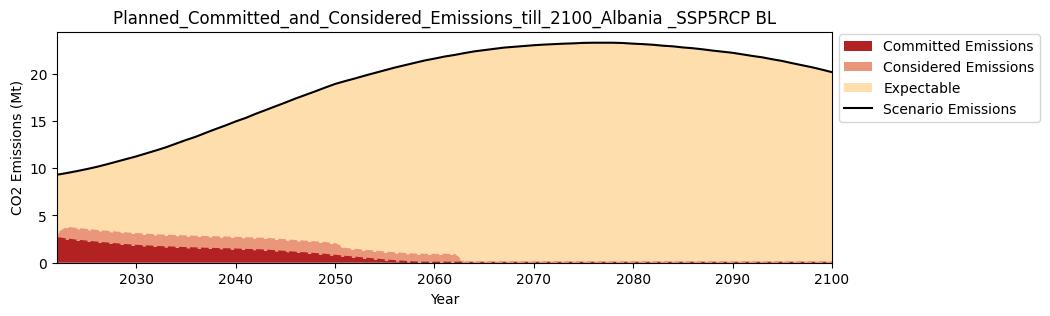 Planned_Committed_and_Considered_Emissions_till_2100_Albania _SSP5RCP BL
Committed Emissions
Considered Emissions
Expectable
Scenario Emissions
CO2 Emissions (Mt)
20
15
10
5
0
2030 2040 2050 2060 2070 2080 2090 2100
Year